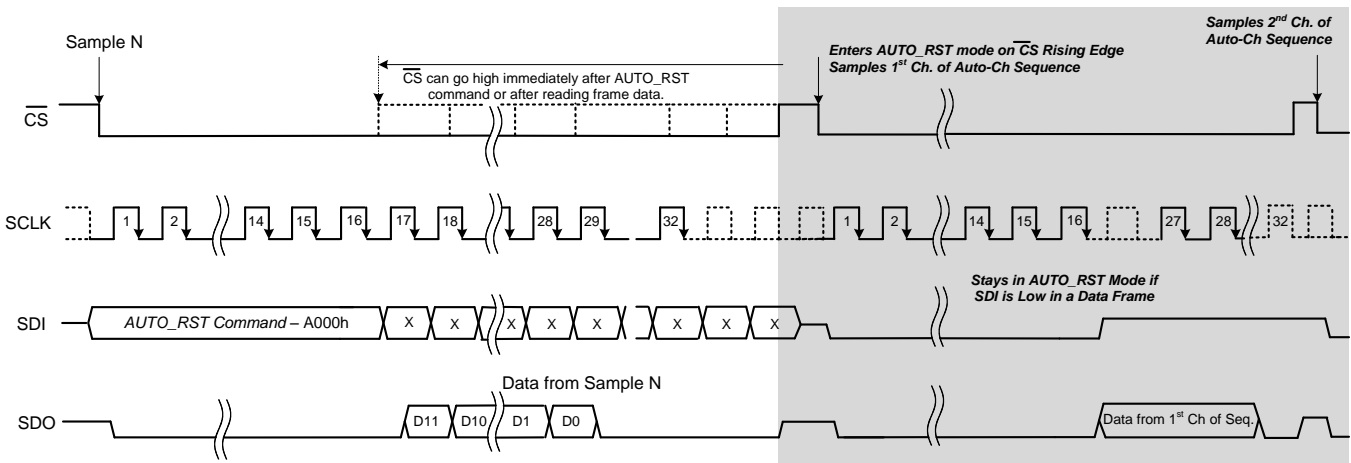 Sample N
CS can go high immediately after AUTO_RST
command or after reading frame data.
Enters AUTO_RST mode on CS Rising Edge
Samples 1st Ch. of Auto-Ch Sequence
Samples 2nd Ch. of
Auto-Ch Sequence
CS
SCLK
1 2 14 15 16 17 18 28 29 32 1 2 14 15 16 27 28 32
Stays in AUTO_RST Mode if
SDI is Low in a Data Frame
SDI
AUTO_RST Command – A000h X X X X X X X X
Data from Sample N
SDO
D11 D10 D1 D0 Data from 1st Ch of Seq.